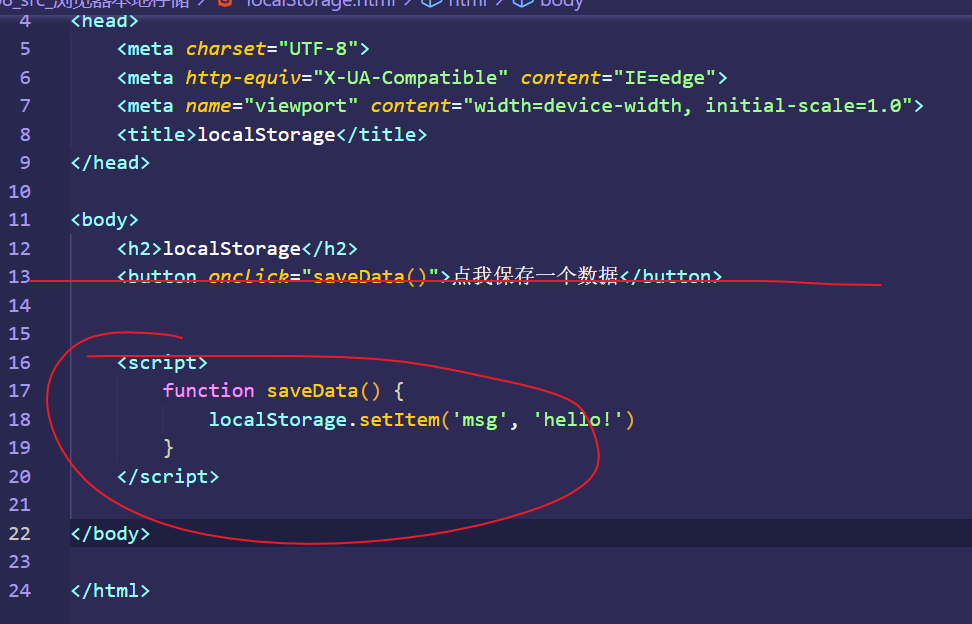 08_src_浏览器本地存储 > localStorage.html > html > body
4 <head>
5 <meta charset="UTF-8">
6 <meta http-equiv="X-UA-Compatible" content="IE=edge">
7 <meta name="viewport" content="width=device-width, initial-scale=1.0">
8 <title>localStorage</title>
9 </head>
10
11 <body>
12 <h2>localStorage</h2>
13 <button onclick="saveData()">点我保存一个数据</button>
14
15
16 <script>
17 function saveData() {
18 localStorage.setItem('msg', 'hello!')
19 }
20 </script>
21
22 </body>
23
24 </html>